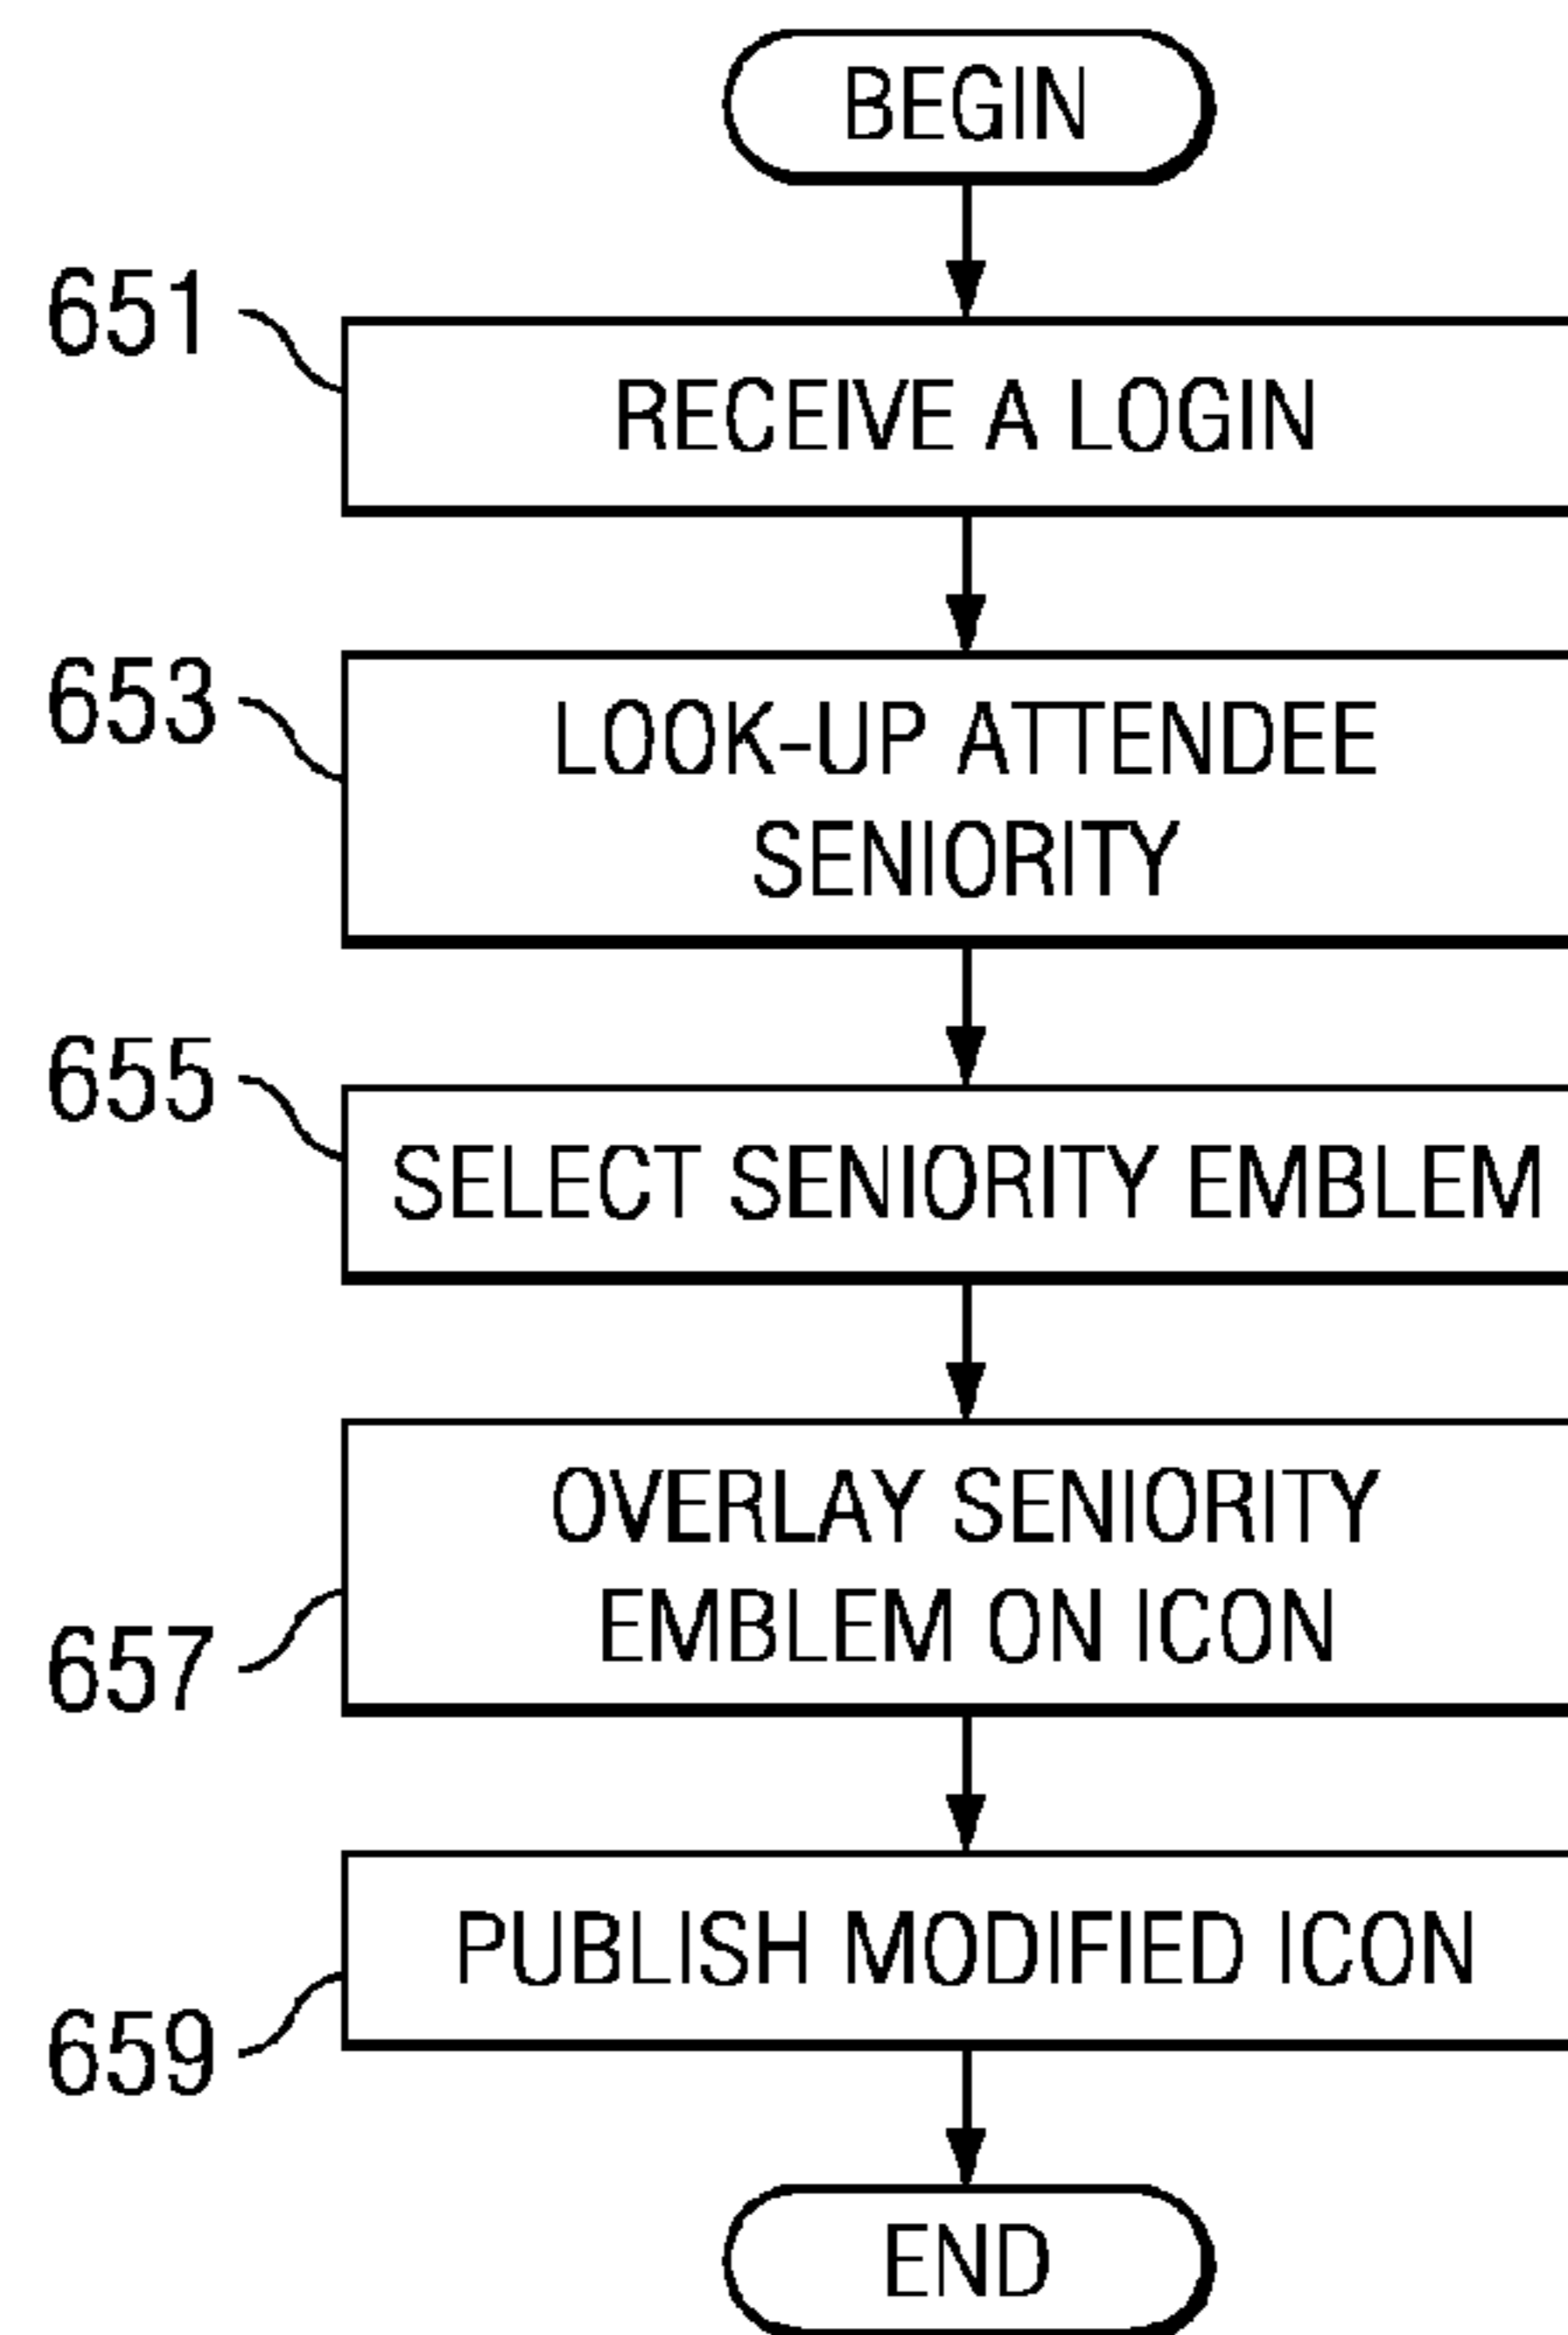 BEGIN
651
RECEIVE A LOGIN
653
LOOK-UP ATTENDEE
SENIORITY
655
SELECT SENIORITY EMBLEM
OVERLAY SENIORITY
EMBLEM ON ICON
657
PUBLISH MODIFIED ICON
659
END